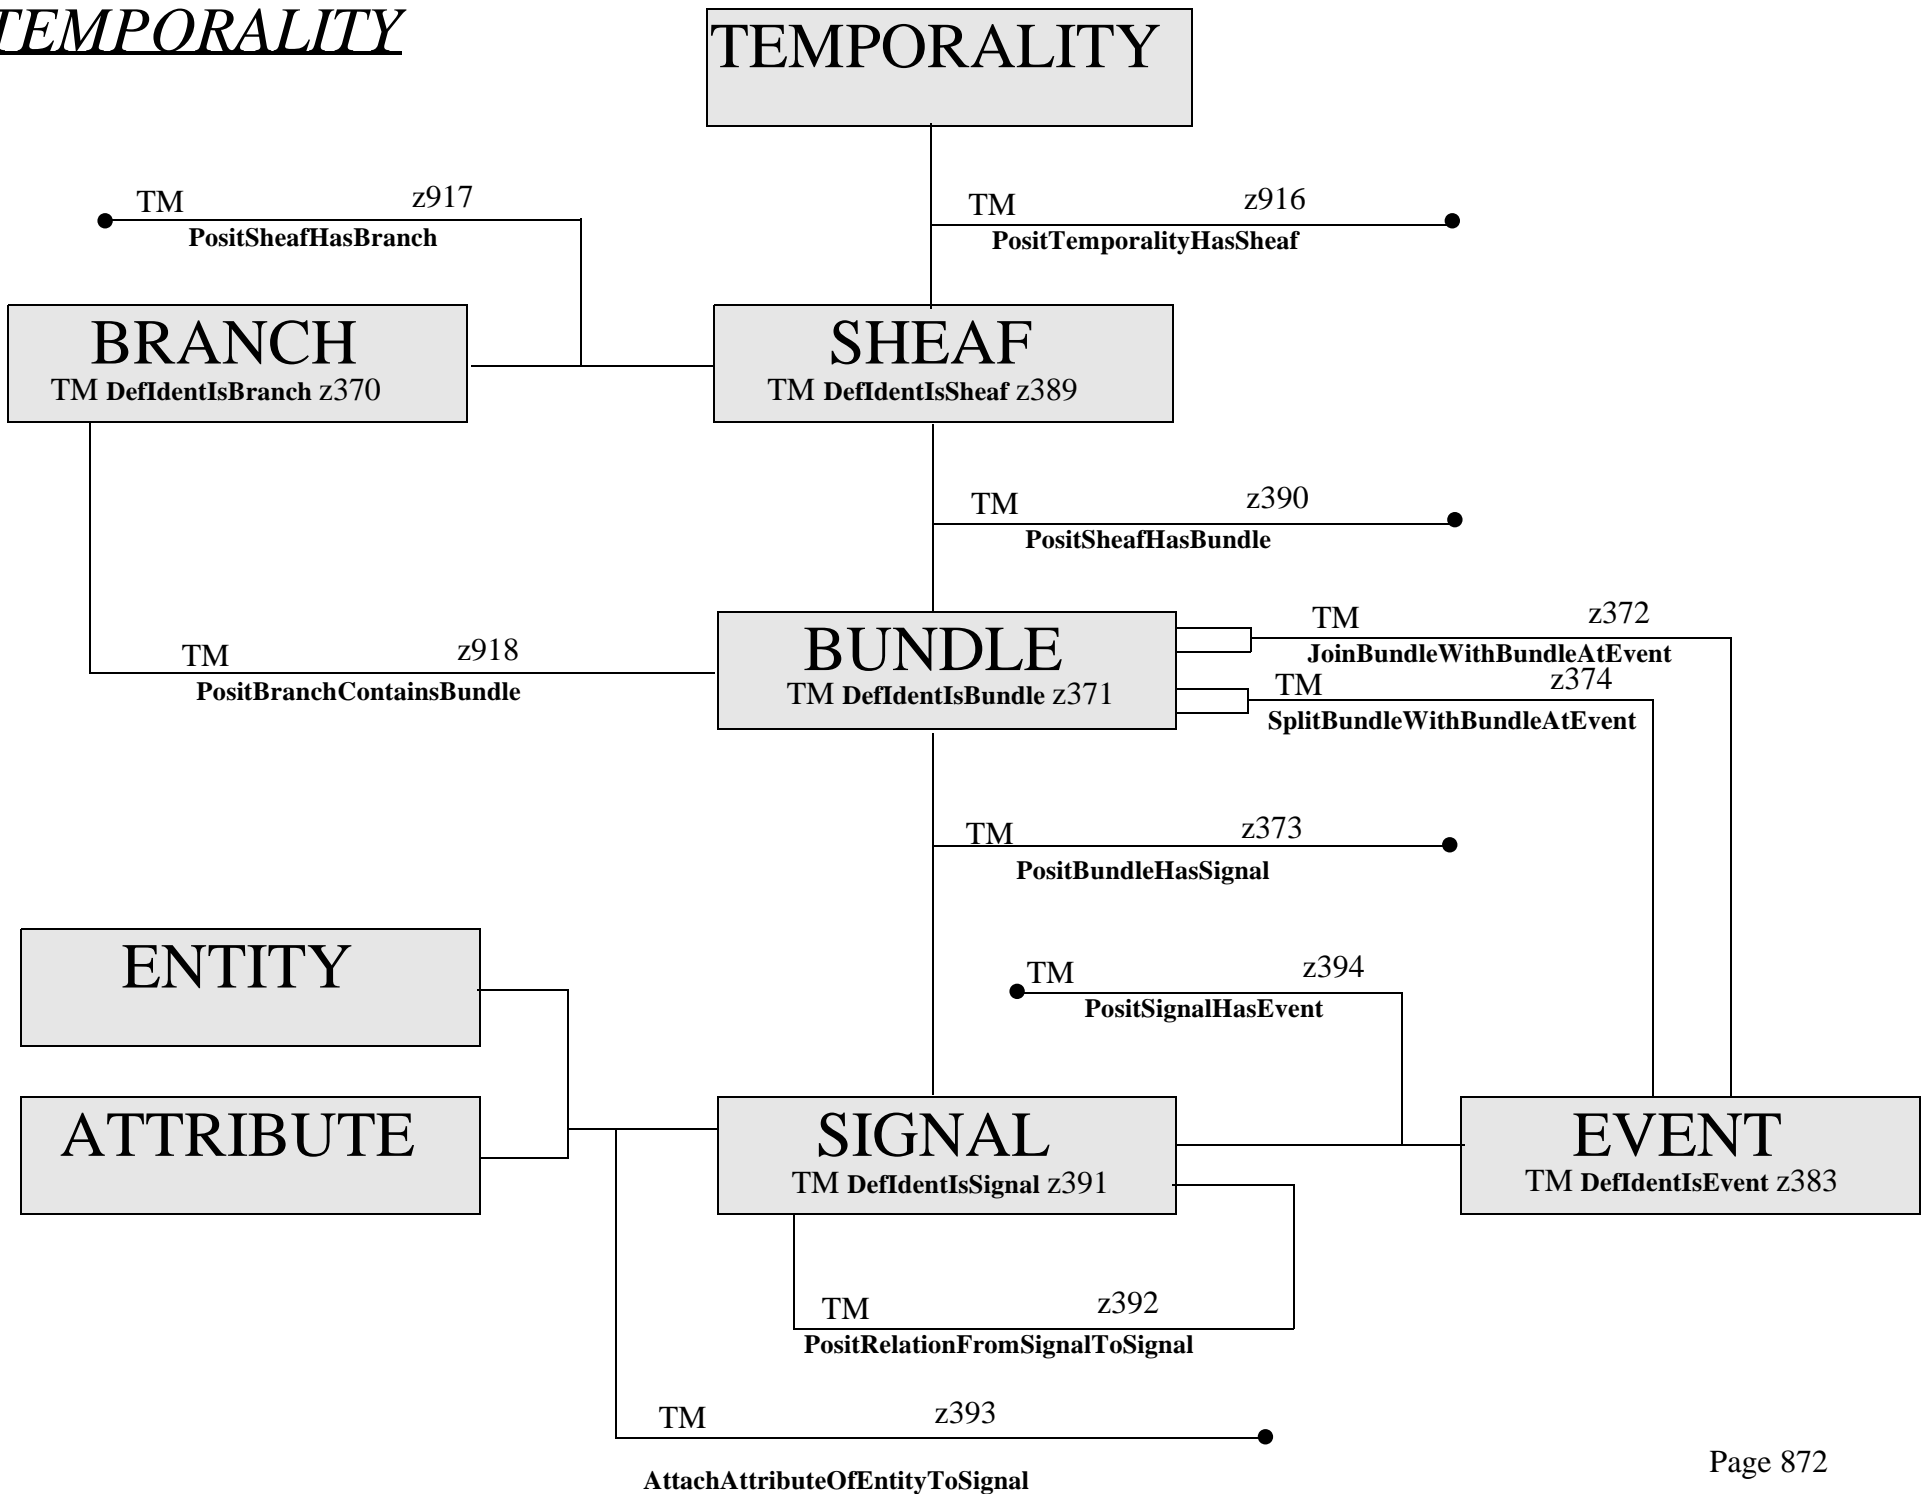 TEMPORALITY
TEMPORALITY
TM z917
PositSheafHasBranch
TM z916
PositTemporalityHasSheaf
BRANCH
TM DefIdentIsBranch z370
SHEAF
TM DefIdentIsSheaf z389
TM z390
PositSheafHasBundle
TM z918
PositBranchContainsBundle
BUNDLE
TM DefIdentIsBundle z371
TM z372
JoinBundleWithBundleAtEvent
TM z374
SplitBundleWithBundleAtEvent
TM z373
PositBundleHasSignal
ENTITY
TM z394
PositSignalHasEvent
ATTRIBUTE
SIGNAL
TM DefIdentIsSignal z391
EVENT
TM DefIdentIsEvent z383
TM z392
PositRelationFromSignalToSignal
TM z393
AttachAttributeOfEntityToSignal
Page 872